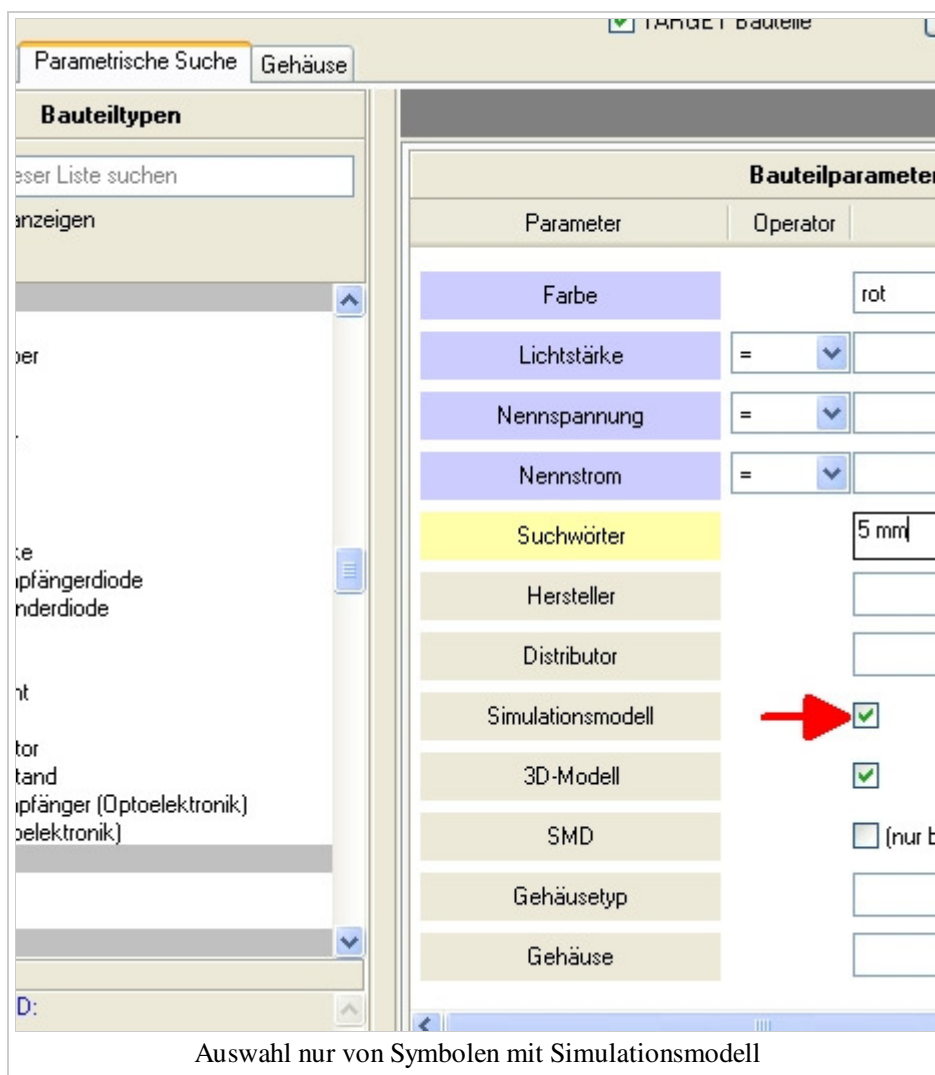 TARGET Bauteile
Parametrische Suche Gehäuse
Bauteiltypen
eser Liste suchen
anzeigen
ber
ke
pfängerdiode
nderdiode
nt
tor
tand
pfänger (Optoelektronik)
oelektronik)
D:
Bauteilparameter
Parameter Operator
Farbe rot
Lichtstärke =
Nennspannung =
Nennstrom =
Suchwörter 5 mm
Hersteller
Distributor
Simulationsmodell
3D-Modell
SMD (nur b
Gehäusetyp
Gehäuse
Auswahl nur von Symbolen mit Simulationsmodell